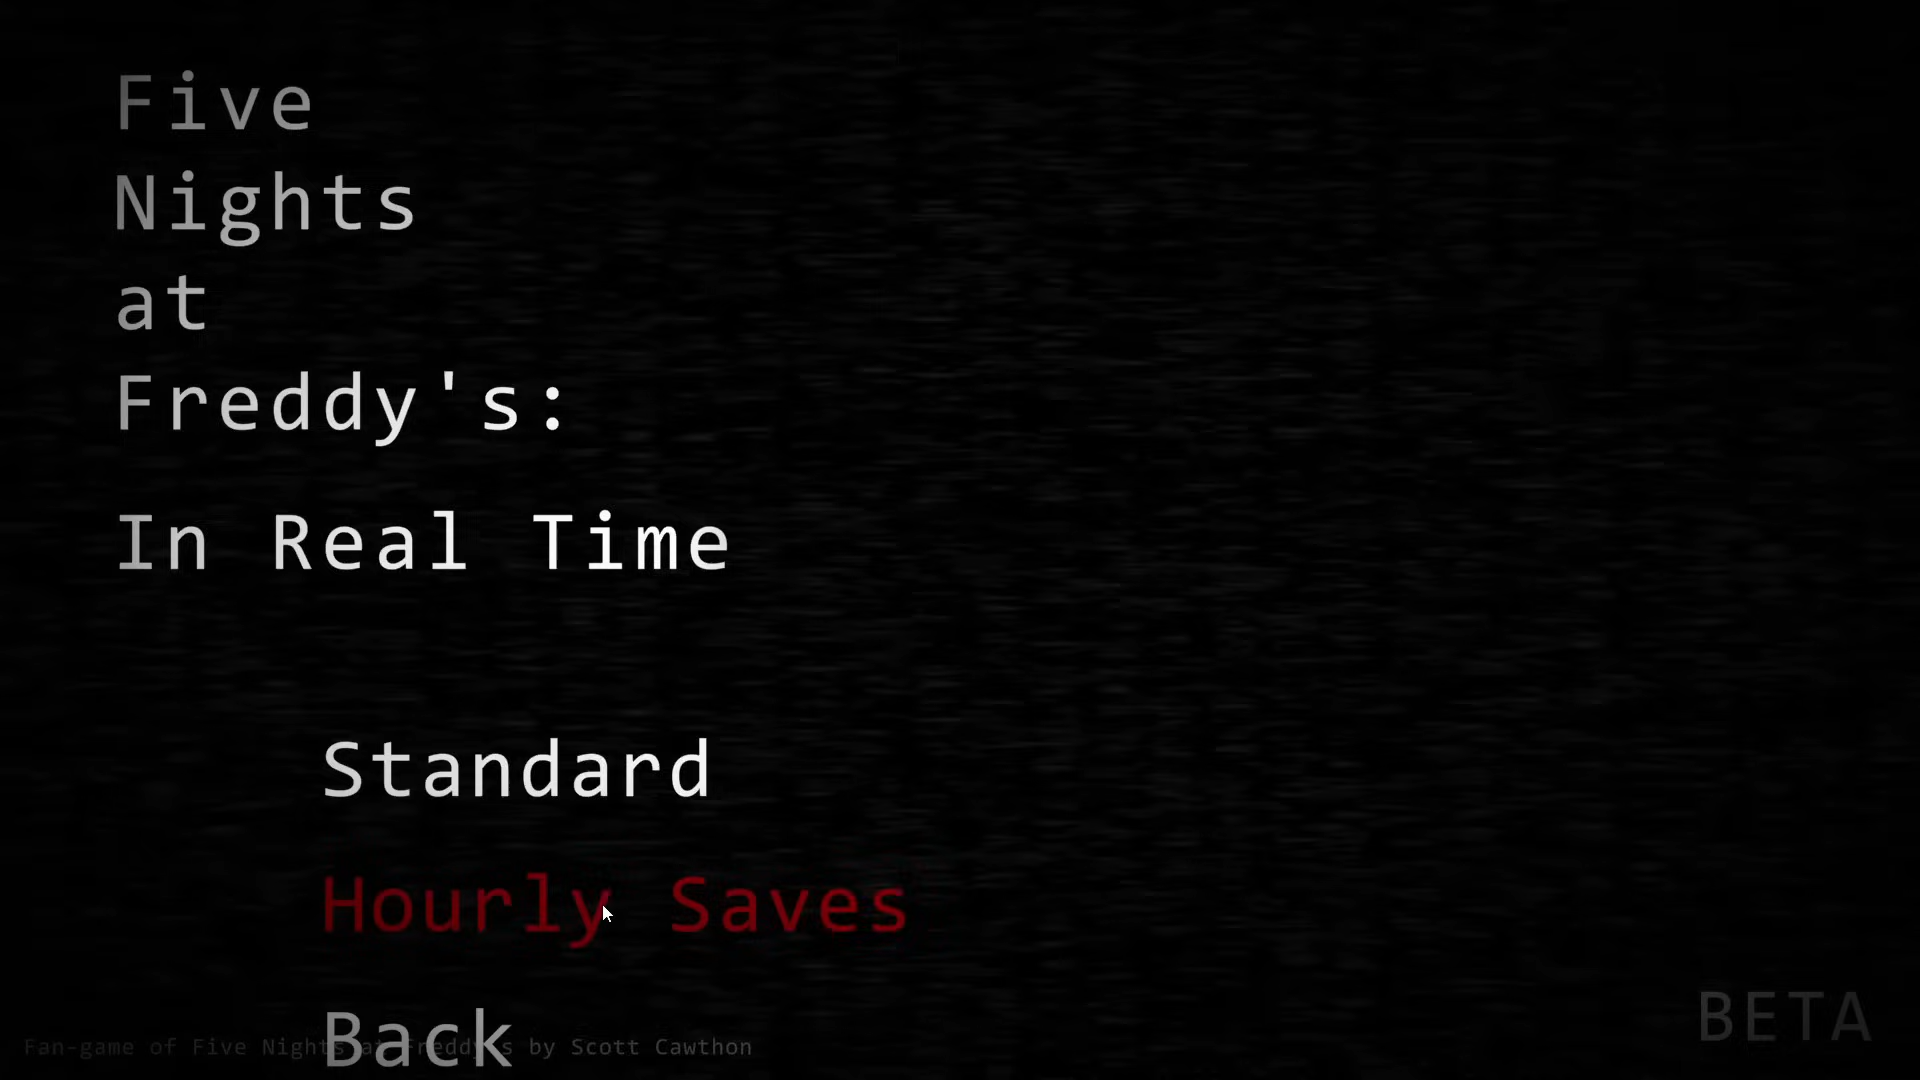 Five
Nights
at
Freddy's:
In Real Time
Standard
Hourly Saves
Back
Fan-game of Five Nights at Freddy's by Scott Cawthon
BETA